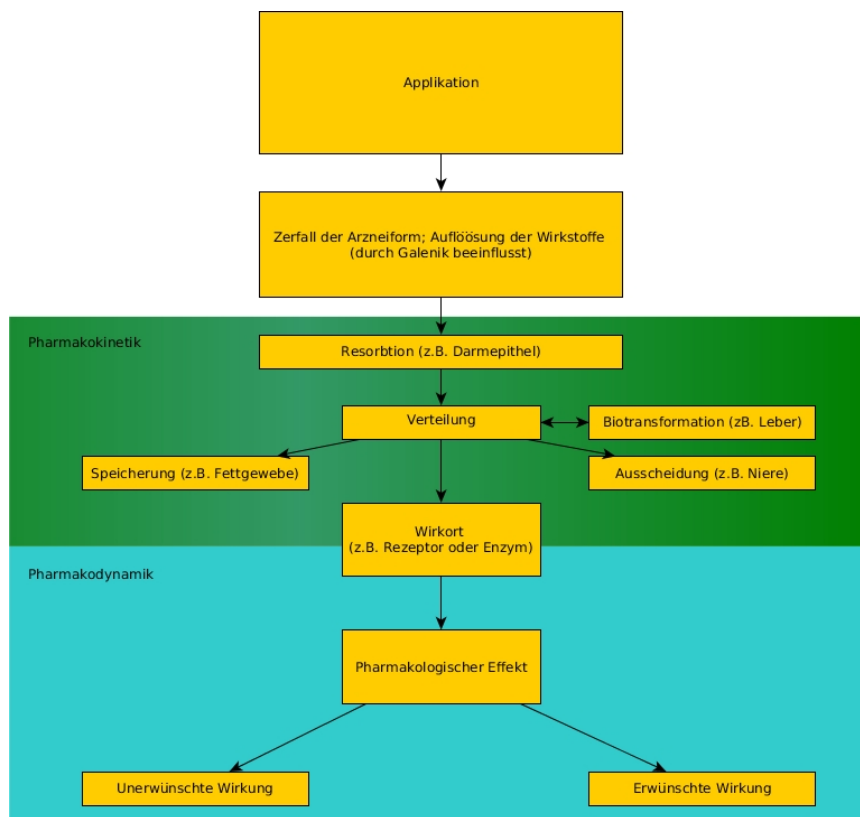 Applikation
Zerfall der Arzneiform; Auflöösung der Wirkstoffe
(durch Galenik beeinflusst)
Pharmakokinetik
Resorbtion (z.B. Darmepithel)
Verteilung
Biotransformation (zB. Leber)
Speicherung (z.B. Fettgewebe)
Ausscheidung (z.B. Niere)
Wirkort
(z.B. Rezeptor oder Enzym)
Pharmakodynamik
Pharmakologischer Effekt
Unerwünschte Wirkung
Erwünschte Wirkung